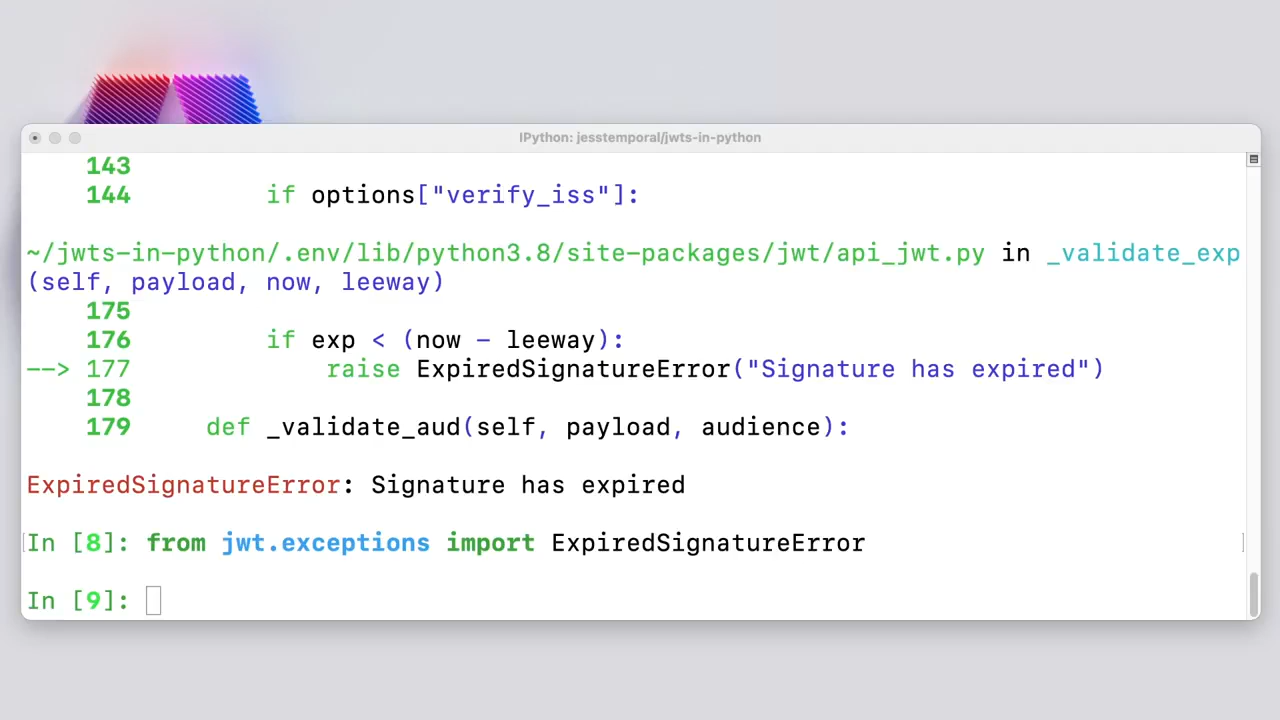 IPython: jesstemporal/jwts-in-python
143
144 if options["verify_iss"]:
~/jwts-in-python/.env/lib/python3.8/site-packages/jwt/api_jwt.py in _validate_exp
(self, payload, now, leeway)
175
176 if exp < (now - leeway):
--> 177 raise ExpiredSignatureError("Signature has expired")
178
179 def _validate_aud(self, payload, audience):
ExpiredSignatureError: Signature has expired
In [8]: from jwt.exceptions import ExpiredSignatureError
In [9]: